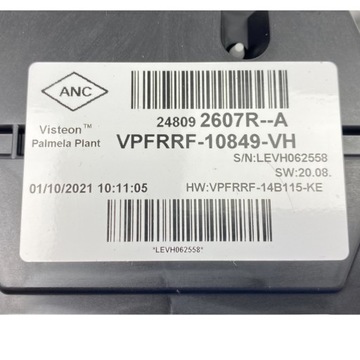 ANC
Visteon™
Palmela Plant
24809 2607R--A
VPFRRF-10849-VH
S/N:LEVH062558
SW:20.08.
01/10/2021 10:11:05
HW:VPFRRF-14B115-KE
*LEVH062558*